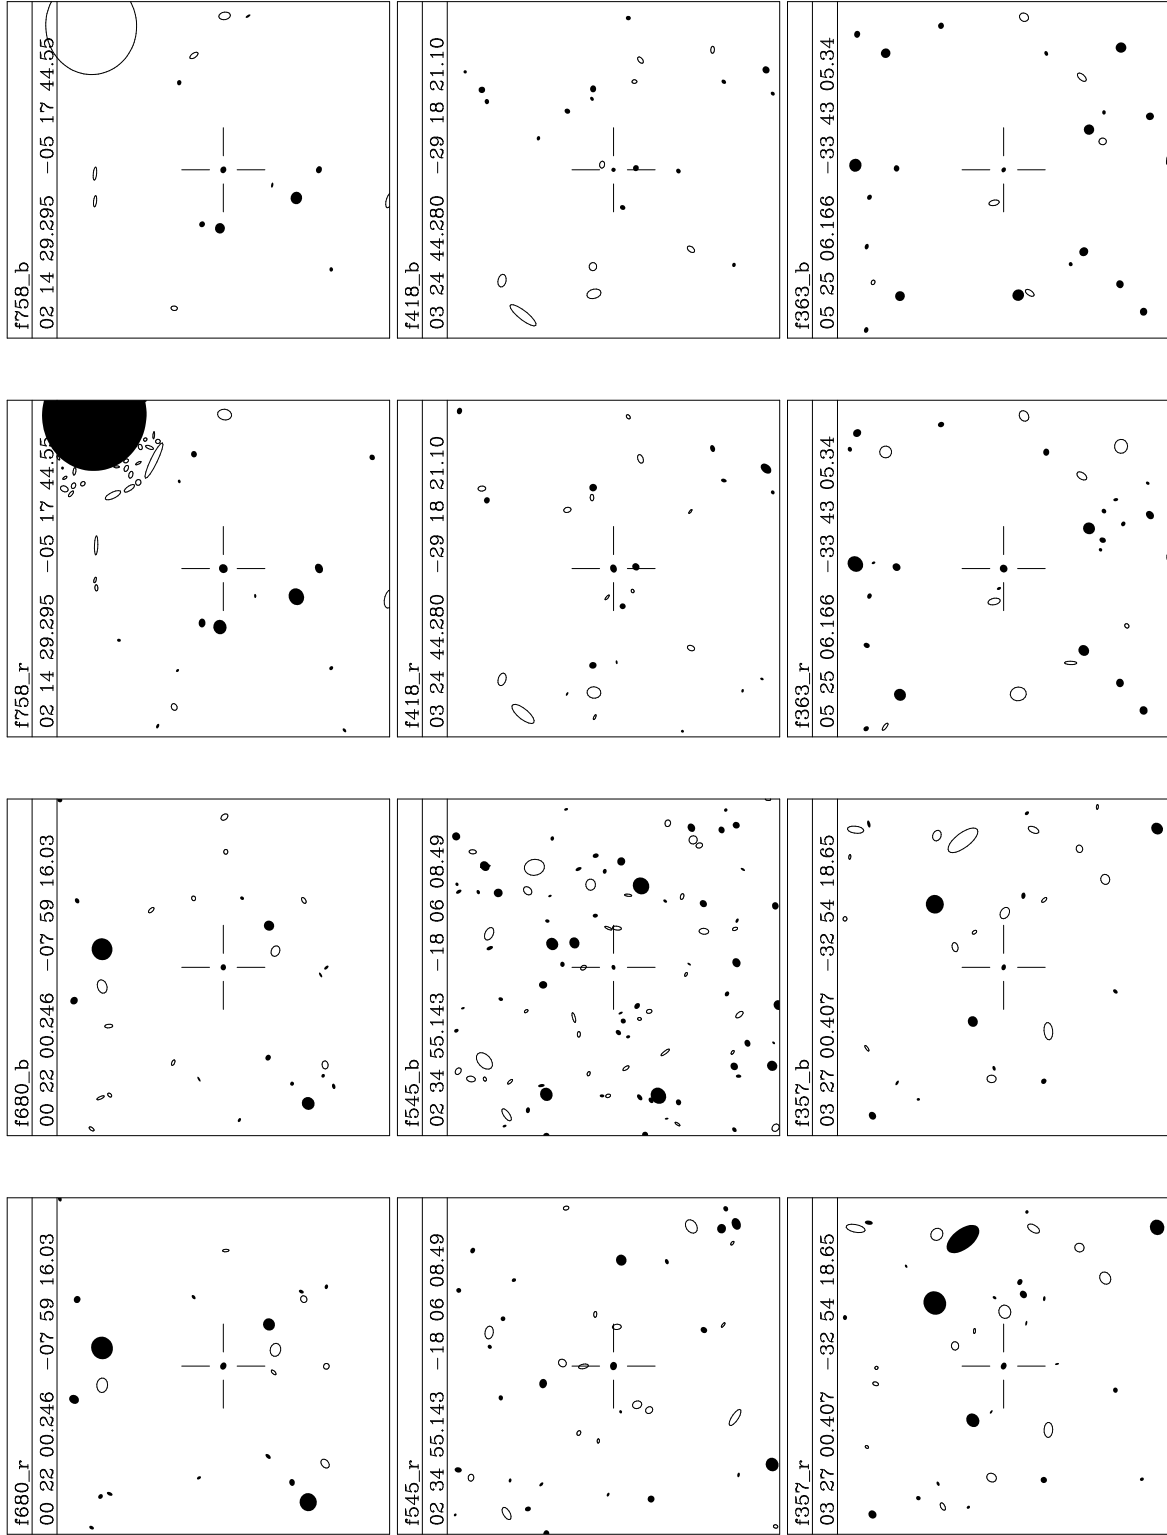 f680_r
00 22 00.246 −07 59 16.03
f680_b
00 22 00.246 −07 59 16.03
f758_r
02 14 29.295 −05 17 44.55
f758_b
02 14 29.295 −05 17 44.55
f545_r
02 34 55.143 −18 06 08.49
f545_b
02 34 55.143 −18 06 08.49
f418_r
03 24 44.280 −29 18 21.10
f418_b
03 24 44.280 −29 18 21.10
f357_r
03 27 00.407 −32 54 18.65
f357_b
03 27 00.407 −32 54 18.65
f363_r
05 25 06.166 −33 43 05.34
f363_b
05 25 06.166 −33 43 05.34